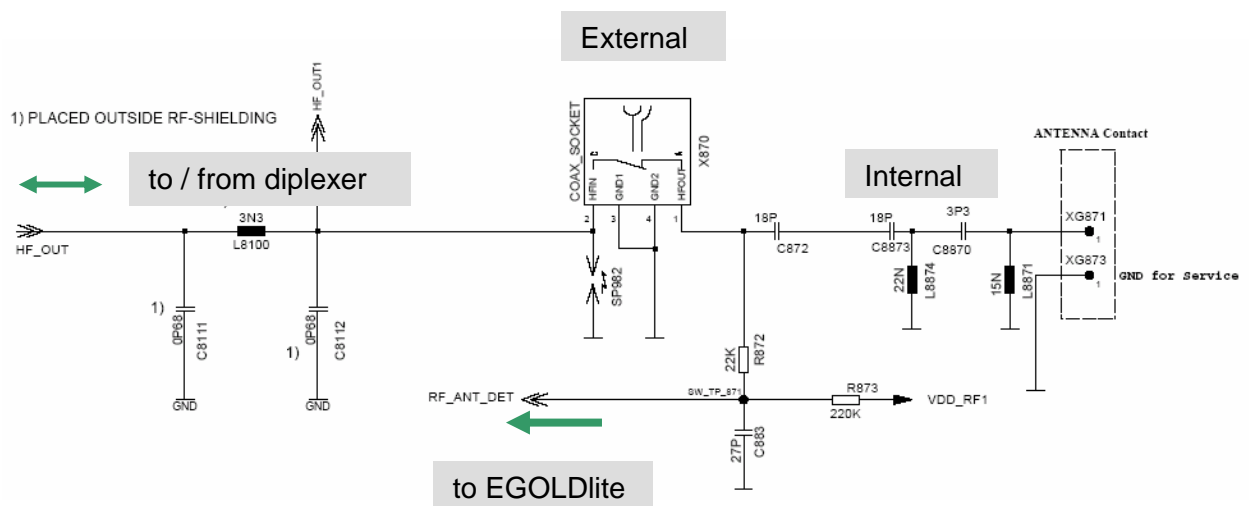 External
1) PLACED OUTSIDE RF-SHIELDING
HF_OUT1
to / from diplexer
COAX_SOCKET
X870
HFIN
GND1
GND2
HFOUT
2
3
4
1
Internal
ANTENNA Contact
HF_OUT
3N3
L8100
18P
C872
18P
C8873
3P3
C8870
XG871
1
XG873
1
GND for Service
22N
L8874
15N
L8871
SP982
1)
0P68
C8111
1)
0P68
C8112
GND
GND
22K
R872
RF_ANT_DET
SW_TP_871
R873
220K
VDD_RF1
27P
C883
to EGOLDlite